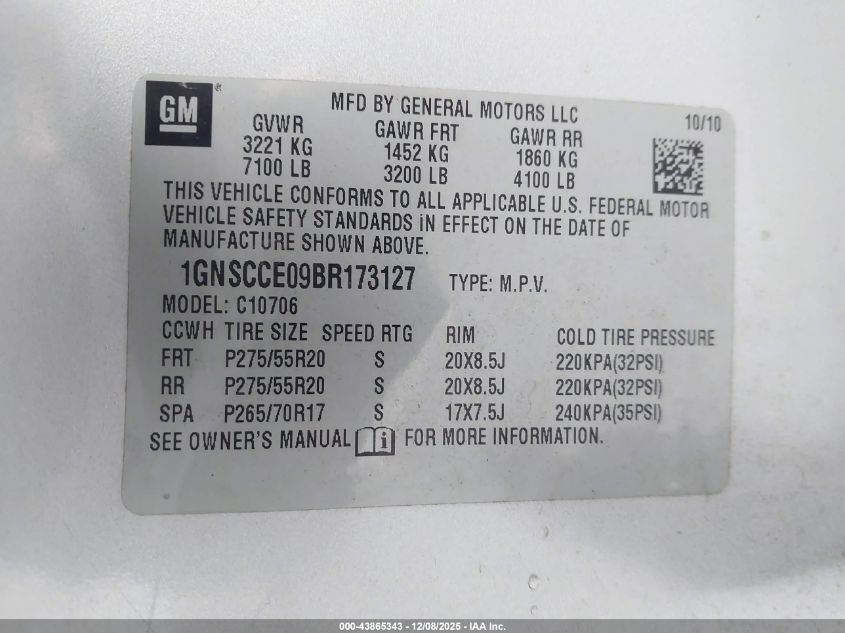 GM
MFD BY GENERAL MOTORS LLC
10/10
GVWR GAWR FRT GAWR RR
3221 KG 1452 KG 1860 KG
7100 LB 3200 LB 4100 LB
THIS VEHICLE CONFORMS TO ALL APPLICABLE U.S. FEDERAL MOTOR
VEHICLE SAFETY STANDARDS IN EFFECT ON THE DATE OF
MANUFACTURE SHOWN ABOVE.
1GNSCCE09BR173127 TYPE: M.P.V.
MODEL: C10706
CCWH TIRE SIZE SPEED RTG RIM COLD TIRE PRESSURE
FRT P275/55R20 S 20X8.5J 220KPA(32PSI)
RR P275/55R20 S 20X8.5J 220KPA(32PSI)
SPA P265/70R17 S 17X7.5J 240KPA(35PSI)
SEE OWNER'S MANUAL i FOR MORE INFORMATION.
000-43865343 - 12/08/2025 - IAA Inc.